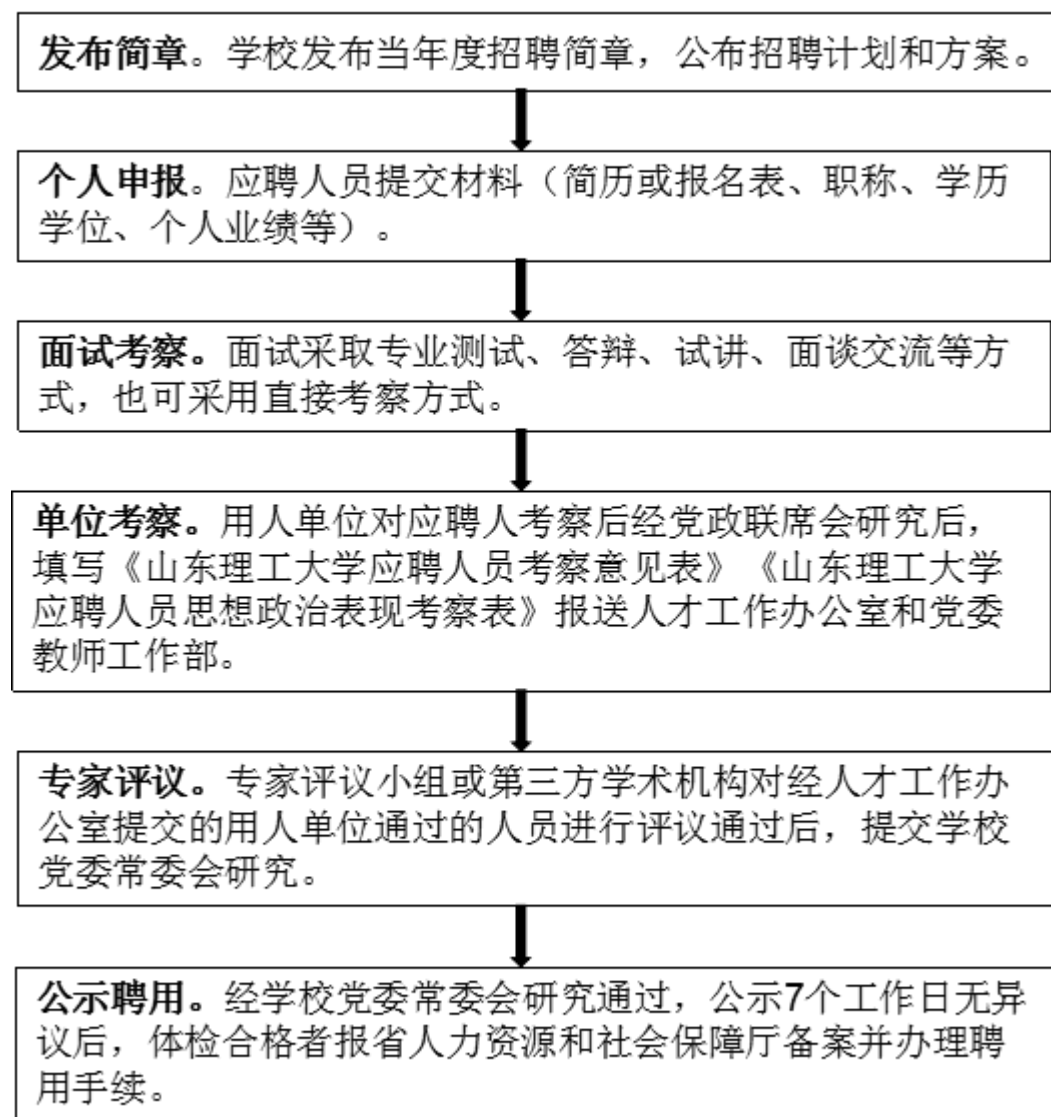 发布简章。学校发布当年度招聘简章，公布招聘计划和方案。
个人申报。应聘人员提交材料（简历或报名表、职称、学历
学位、个人业绩等）。
面试考察。面试采取专业测试、答辩、试讲、面谈交流等方
式，也可采用直接考察方式。
单位考察。用人单位对应聘人考察后经党政联席会研究后，
填写《山东理工大学应聘人员考察意见表》《山东理工大学
应聘人员思想政治表现考察表》报送人才工作办公室和党委
教师工作部。
专家评议。专家评议小组或第三方学术机构对经人才工作办
公室提交的用人单位通过的人员进行评议通过后，提交学校
党委常委会研究。
公示聘用。经学校党委常委会研究通过，公示7个工作日无异
议后，体检合格者报省人力资源和社会保障厅备案并办理聘
用手续。